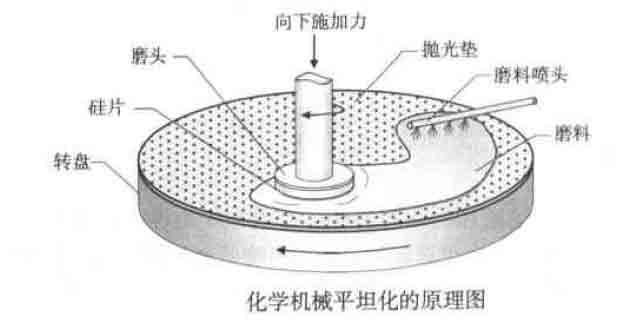 向下施加力
磨头
抛光垫
磨料喷头
硅片
磨料
转盘
化学机械平坦化的原理图